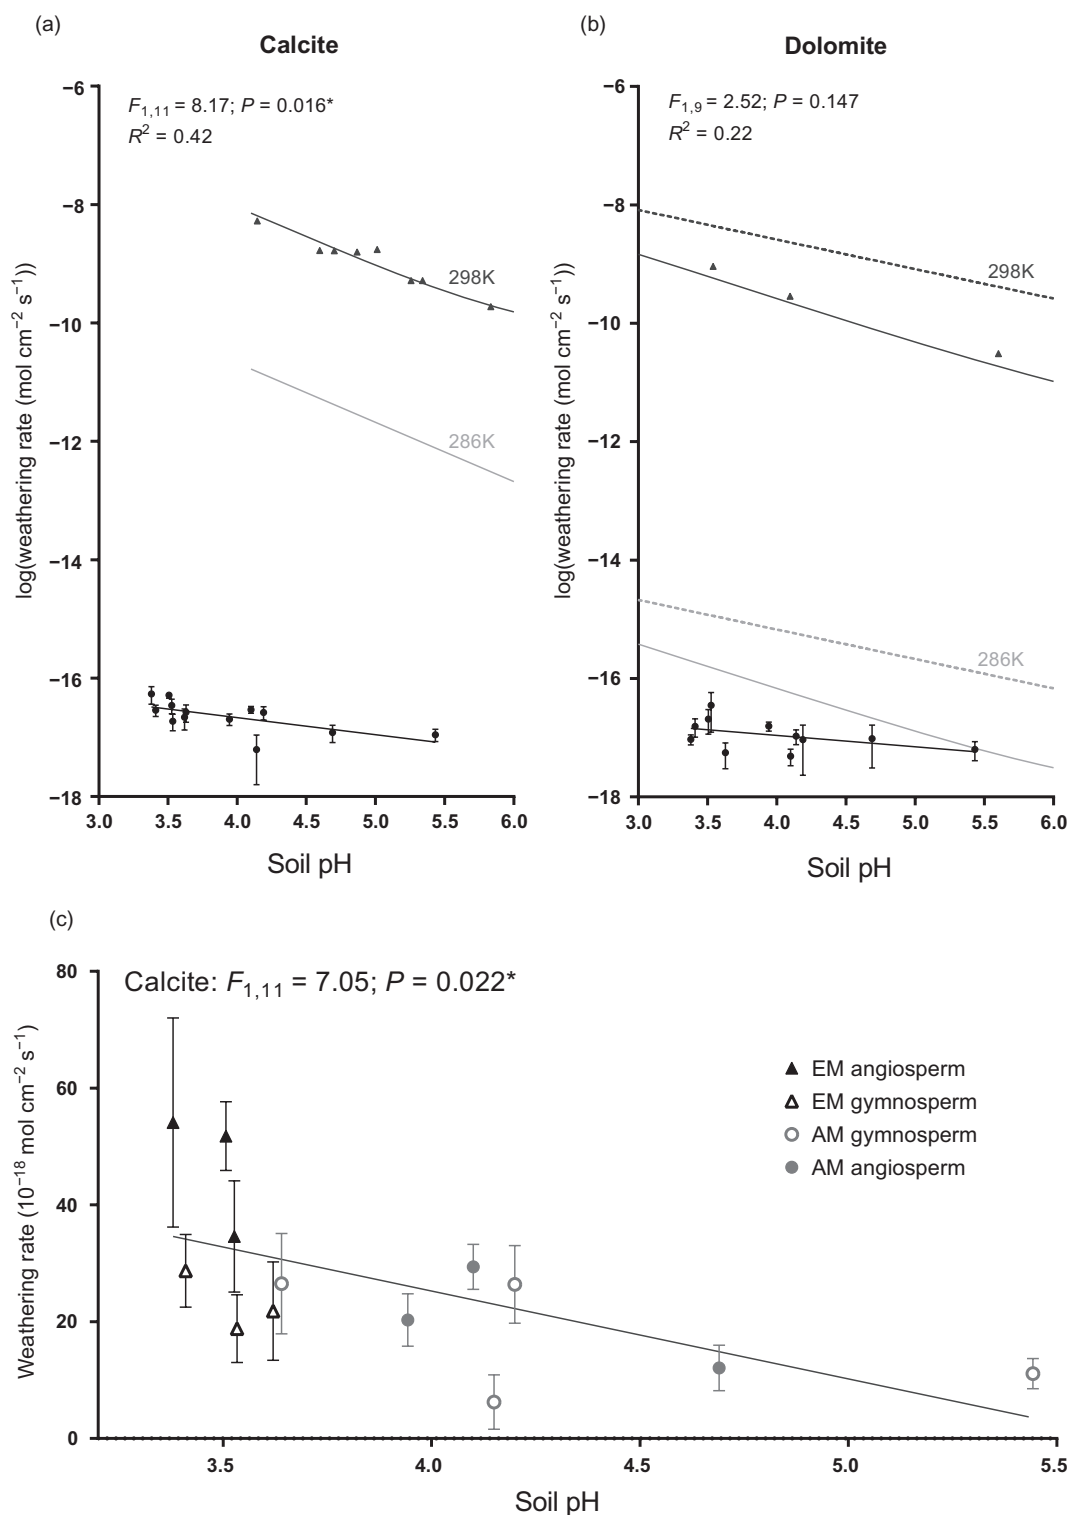 (a)
Calcite
F1,11 = 8.17; P = 0.016*
R² = 0.42
log(weathering rate (mol cm⁻² s⁻¹))
−6
−8
−10
−12
−14
−16
−18
298K
286K
3.0 3.5 4.0 4.5 5.0 5.5 6.0
Soil pH
(b)
Dolomite
F1,9 = 2.52; P = 0.147
R² = 0.22
log(weathering rate (mol cm⁻² s⁻¹))
−6
−8
−10
−12
−14
−16
−18
298K
286K
3.0 3.5 4.0 4.5 5.0 5.5 6.0
Soil pH
(c)
Calcite: F1,11 = 7.05; P = 0.022*
Weathering rate (10⁻¹⁸ mol cm⁻² s⁻¹)
80
60
40
20
0
EM angiosperm
EM gymnosperm
AM gymnosperm
AM angiosperm
3.5 4.0 4.5 5.0 5.5
Soil pH